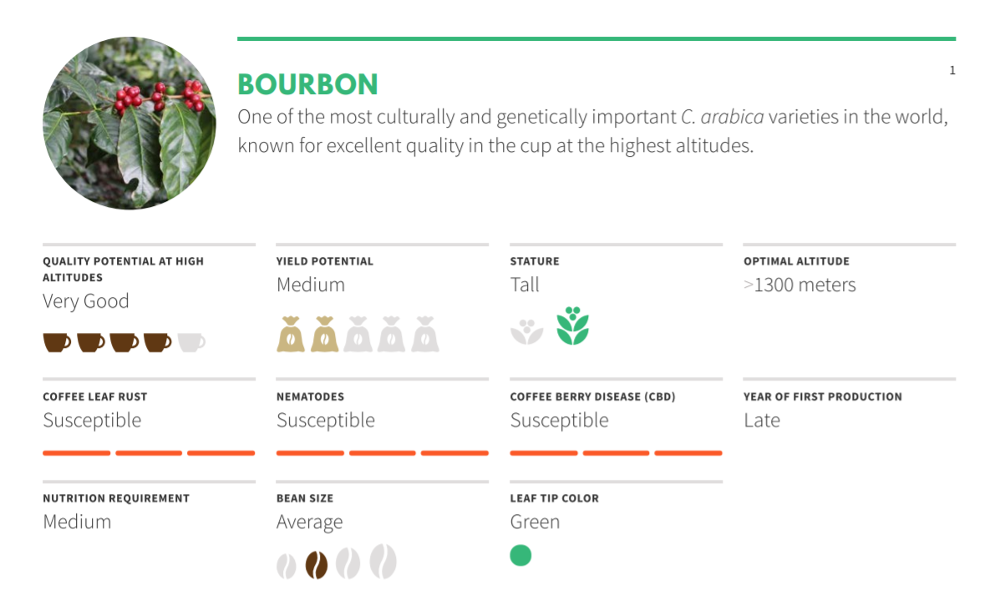 1
BOURBON
One of the most culturally and genetically important C. arabica varieties in the world,
known for excellent quality in the cup at the highest altitudes.
QUALITY POTENTIAL AT HIGH
ALTITUDES
Very Good
YIELD POTENTIAL
Medium
STATURE
Tall
OPTIMAL ALTITUDE
>1300 meters
COFFEE LEAF RUST
Susceptible
NEMATODES
Susceptible
COFFEE BERRY DISEASE (CBD)
Susceptible
YEAR OF FIRST PRODUCTION
Late
NUTRITION REQUIREMENT
Medium
BEAN SIZE
Average
LEAF TIP COLOR
Green